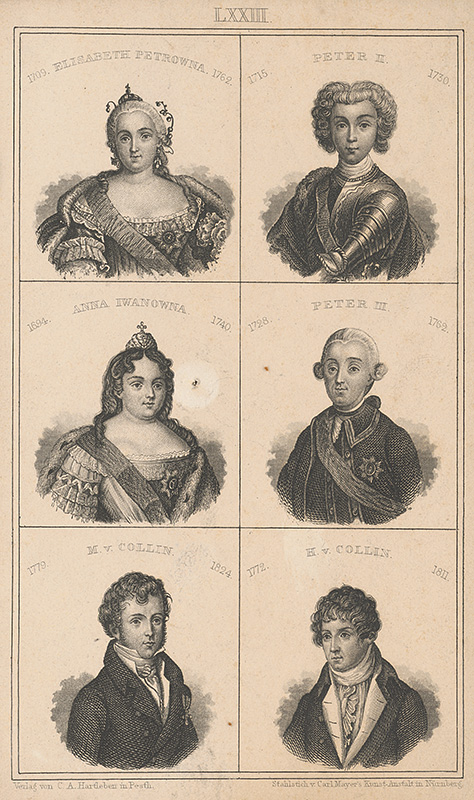 LXXIII.
1709. ELISABETH PETROWNA. 1762.
1715. PETER II. 1730.
1694. ANNA IWANOWNA 1740.
1728. PETER III. 1762.
1779. M. v. COLLIN. 1824.
1772. H. v. COLLIN. 1811.
Verlag von C. A. Hartleben in Pesth.
Stahlstich v. Carl Mayer's Kunst-Anstalt in Nürnberg.